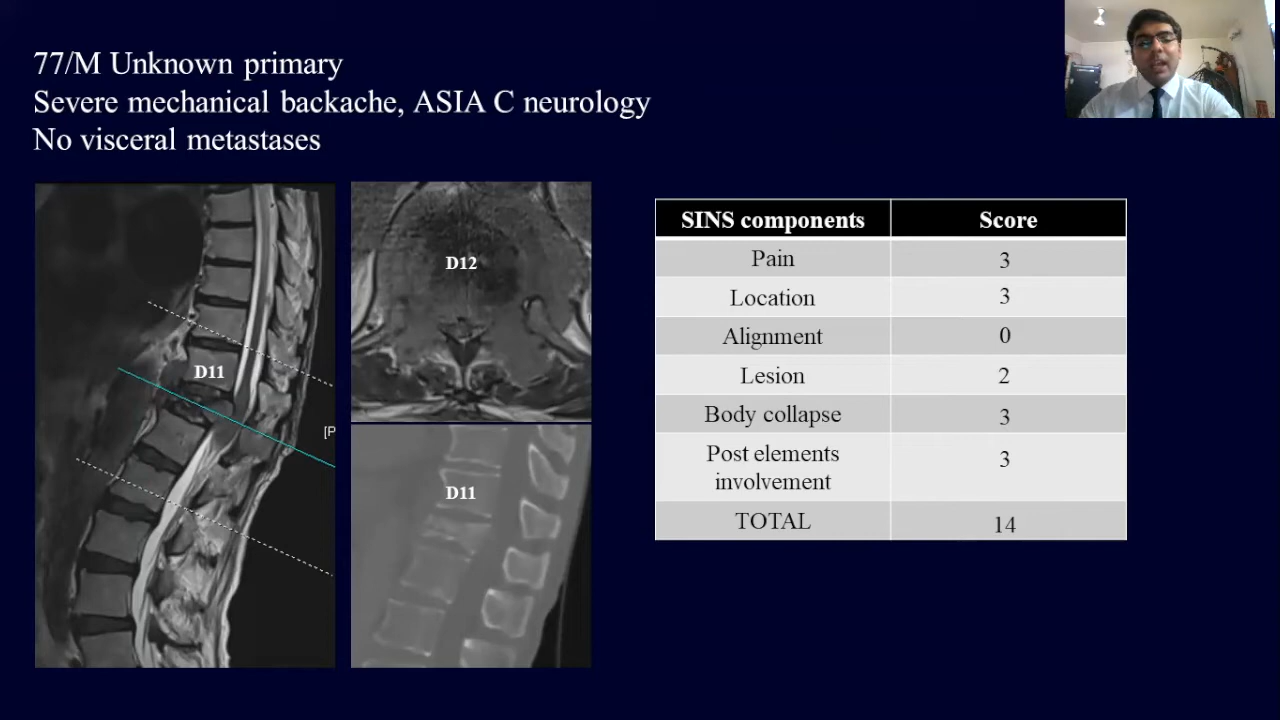 77/M Unknown primary
Severe mechanical backache, ASIA C neurology
No visceral metastases
D11
[P
D12
D11
SINS components Score
Pain 3
Location 3
Alignment 0
Lesion 2
Body collapse 3
Post elements
involvement 3
TOTAL 14